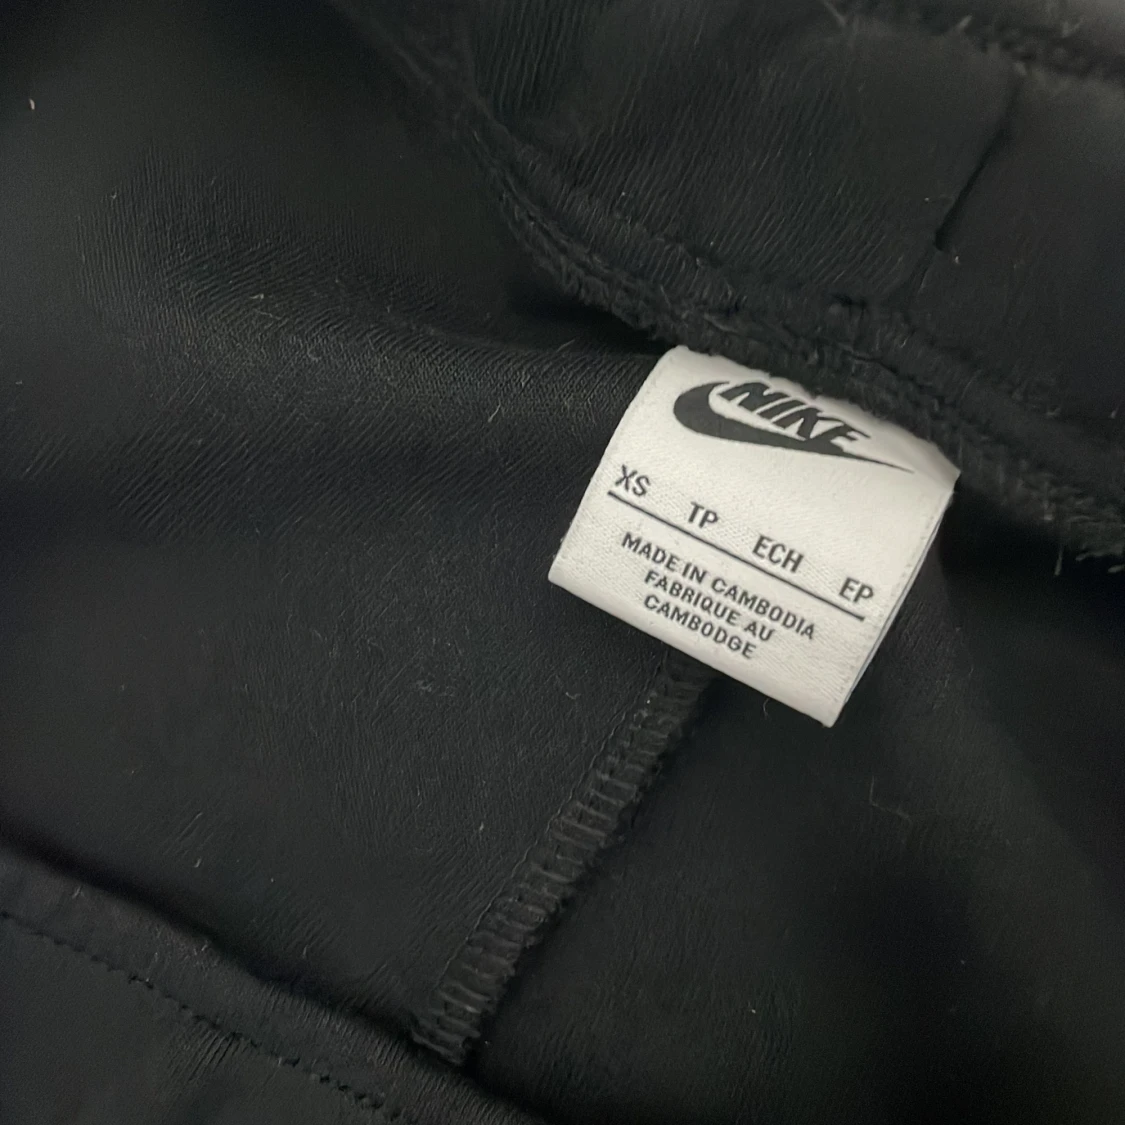 NIKE
XS TP ECH EP
MADE IN CAMBODIA
FABRIQUE AU
CAMBODGE